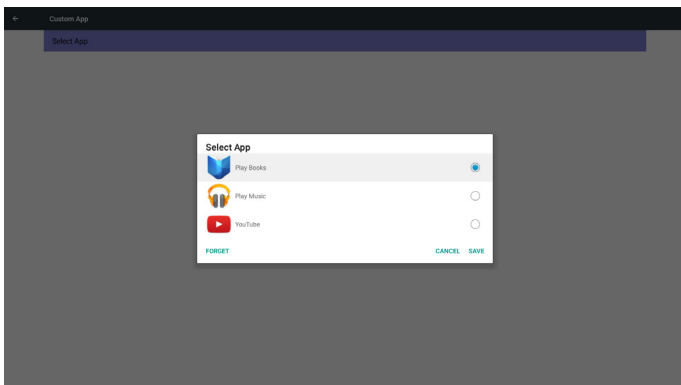 Custom App
Select App
Select App
Play Books
Play Music
YouTube
FORGET CANCEL SAVE